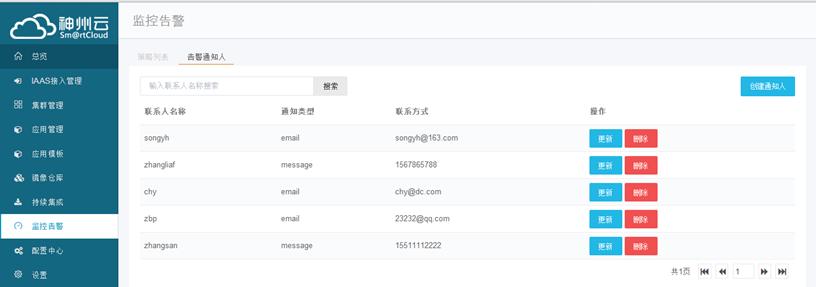 神州云
Sm@rtCloud
监控告警
总览
IAAS接入管理
集群管理
应用管理
应用模板
镜像仓库
持续集成
监控告警
配置中心
设置
策略列表 告警通知人
输入联系人名称搜索 搜索 创建通知人
联系人名称 通知类型 联系方式 操作
songyh email songyh@163.com 更新 删除
zhangliaf message 1567865788 更新 删除
chy email chy@dc.com 更新 删除
zbp email 23232@qq.com 更新 删除
zhangsan message 15511112222 更新 删除
共1页 1